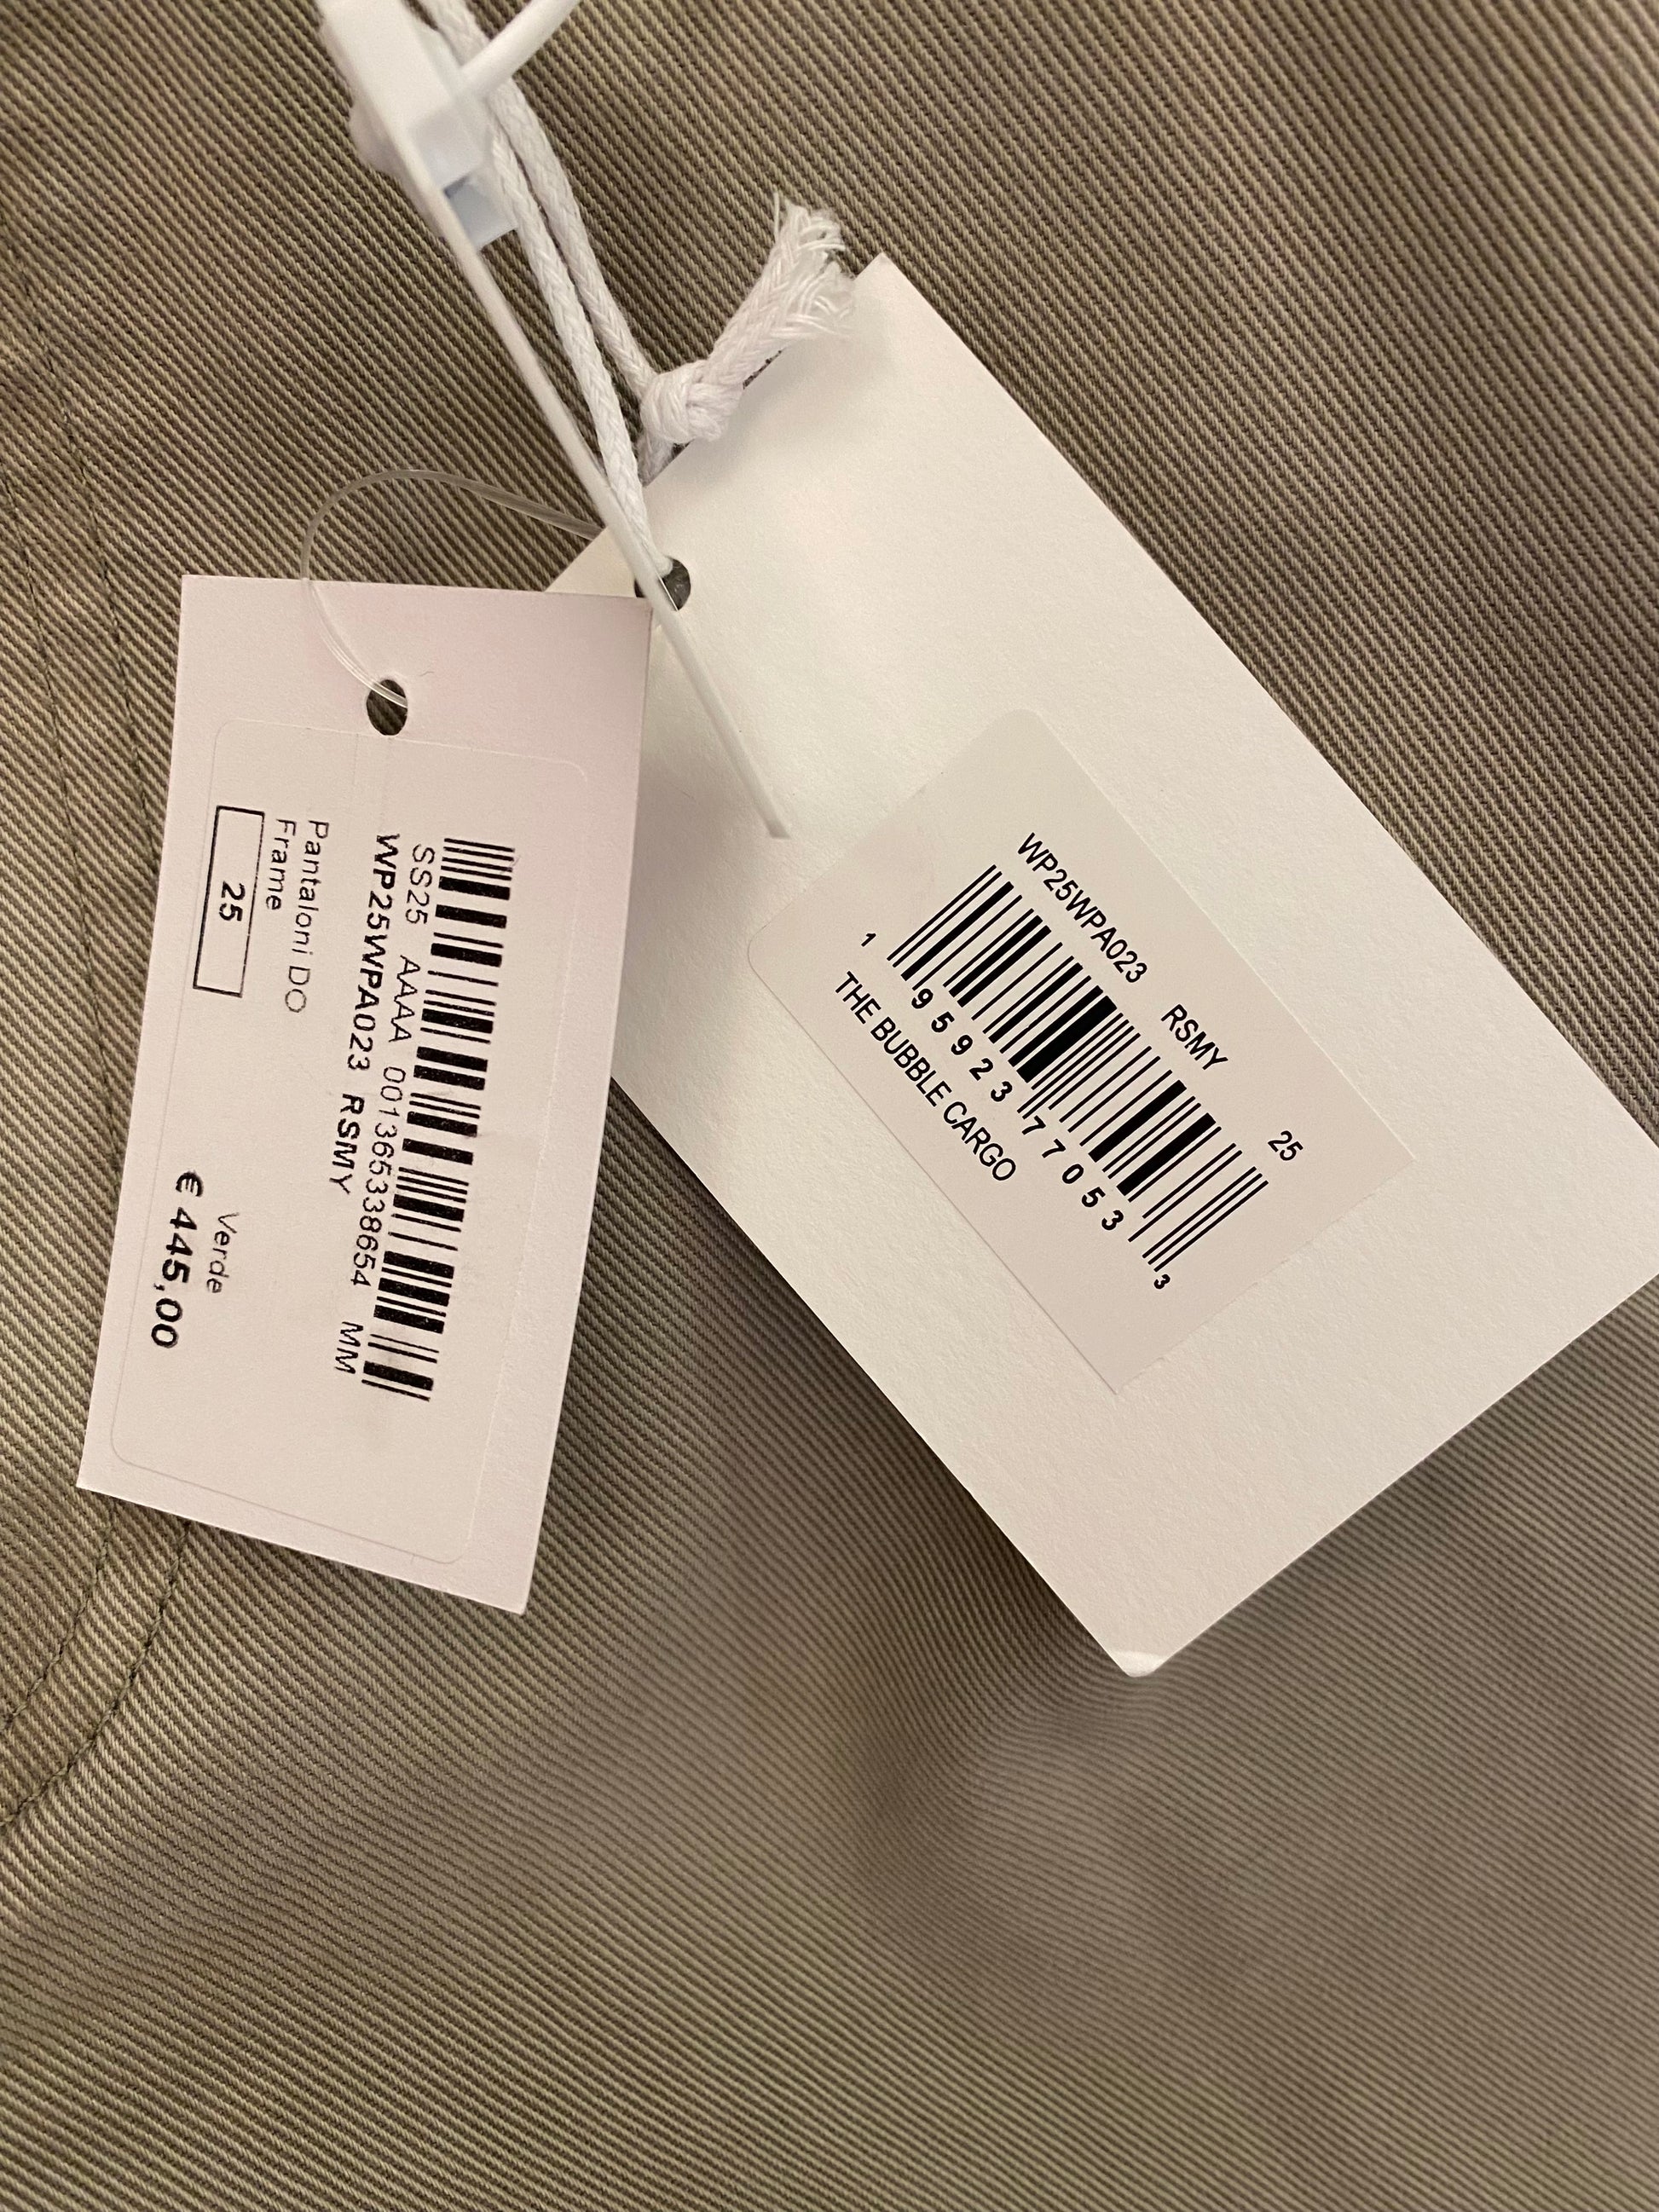 SS25 AAAA 001365338654 MM
WP25WPA023 RSMY
Pantaloni DO
Frame
25
Verde
€ 445,00
WP25WPA023 RSMY 25
1 95923 77053 3
THE BUBBLE CARGO